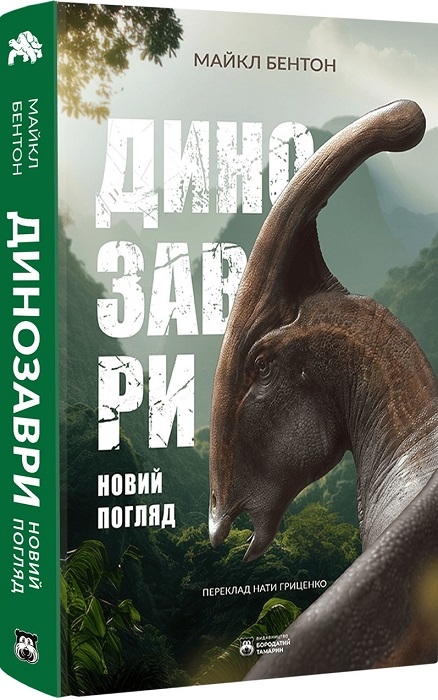 МАЙКЛ БЕНТОН
ДИНО
ЗАВ
РИ
НОВИЙ
ПОГЛЯД
ПЕРЕКЛАД НАТИ ГРИЦЕНКО
ВИДАВНИЦТВО
БОРОДАТИЙ
ТАМАРИН
МАЙКЛ
БЕНТОН
ДИНОЗАВРИ
НОВИЙ
ПОГЛЯД